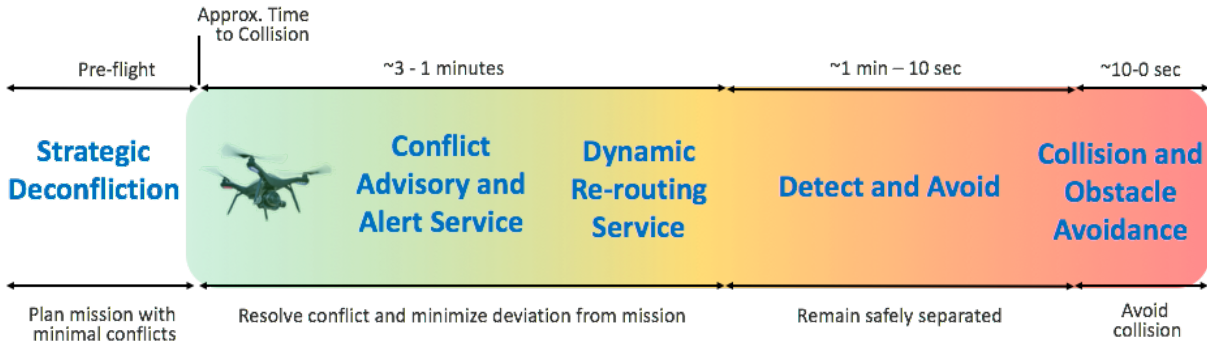 Approx. Time
to Collision
Pre-flight
~3 - 1 minutes
~1 min – 10 sec
~10-0 sec
Strategic
Deconfliction
Conflict
Advisory and
Alert Service
Dynamic
Re-routing
Service
Detect and Avoid
Collision and
Obstacle
Avoidance
Plan mission with
minimal conflicts
Resolve conflict and minimize deviation from mission
Remain safely separated
Avoid
collision